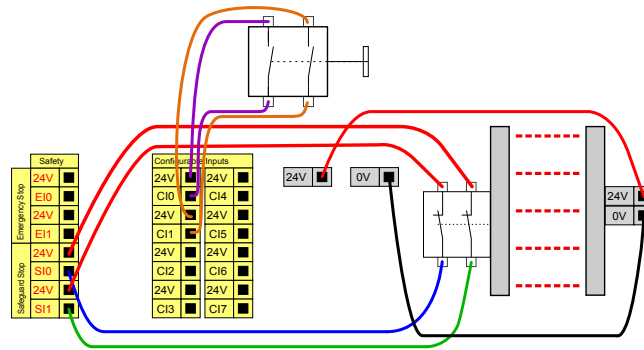 Safety
Emergency Stop
24V
EI0
24V
EI1
Safeguard Stop
24V
SI0
24V
SI1
Configurable Inputs
24V
CI0
24V
CI1
24V
CI2
24V
CI3
24V
CI4
24V
CI5
24V
CI6
24V
CI7
24V
0V
24V
0V